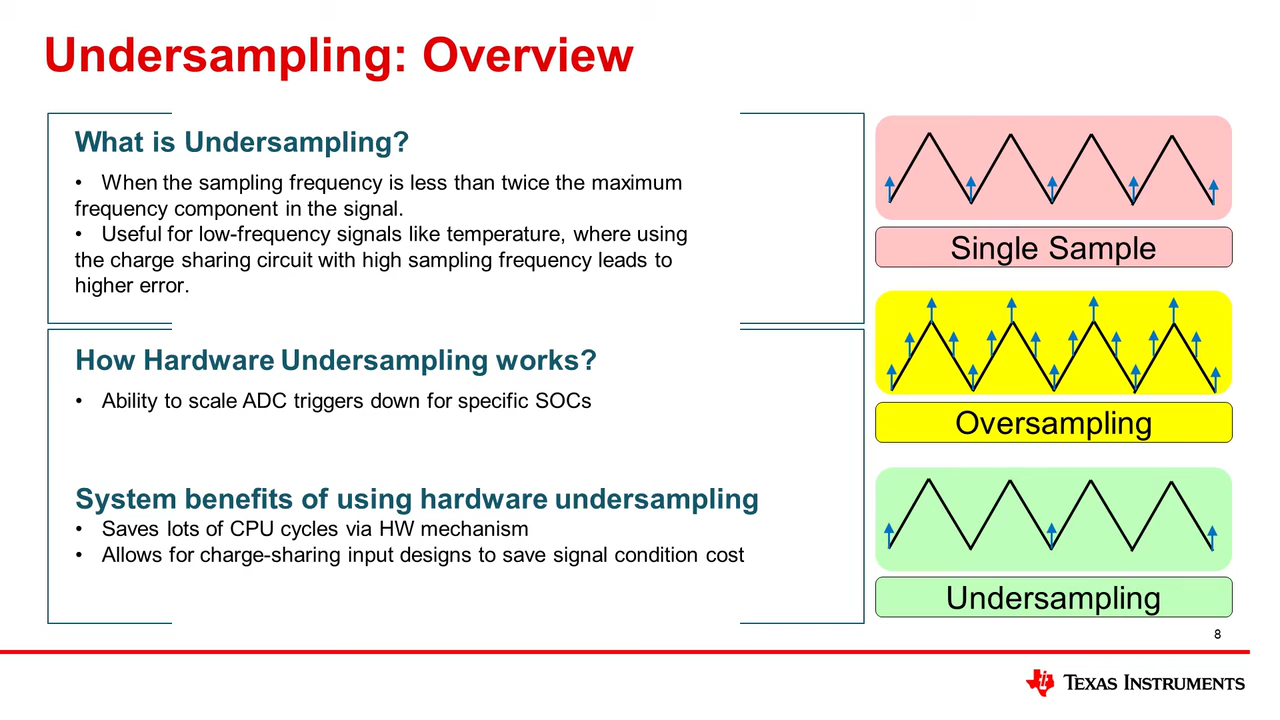 Undersampling: Overview
What is Undersampling?
• When the sampling frequency is less than twice the maximum
frequency component in the signal.
• Useful for low-frequency signals like temperature, where using
the charge sharing circuit with high sampling frequency leads to
higher error.
How Hardware Undersampling works?
• Ability to scale ADC triggers down for specific SOCs
System benefits of using hardware undersampling
• Saves lots of CPU cycles via HW mechanism
• Allows for charge-sharing input designs to save signal condition cost
Single Sample
Oversampling
Undersampling
8
TEXAS INSTRUMENTS